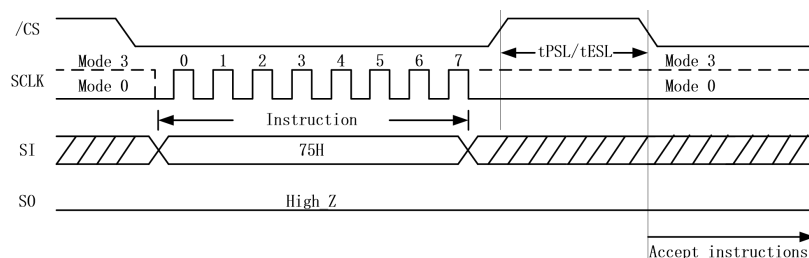 /CS
tPSL/tESL
Mode 3 0 1 2 3 4 5 6 7 Mode 3
SCLK
Mode 0 Mode 0
Instruction
SI 75H
SO High_Z
Accept instructions